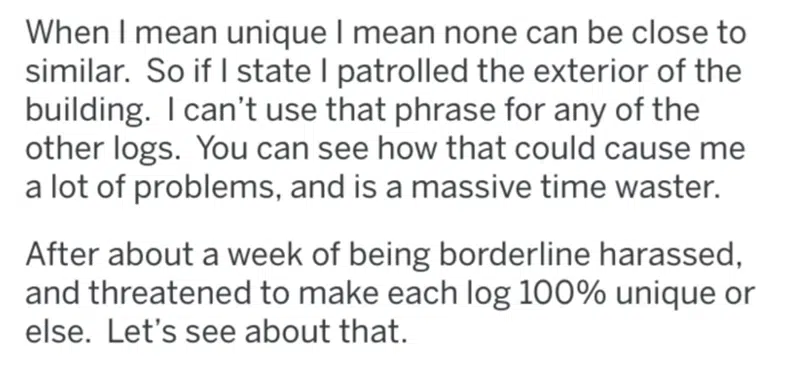 When I mean unique I mean none can be close to
similar.  So if I state I patrolled the exterior of the
building.  I can’t use that phrase for any of the
other logs.  You can see how that could cause me
a lot of problems, and is a massive time waster.
After about a week of being borderline harassed,
and threatened to make each log 100% unique or
else.  Let’s see about that.